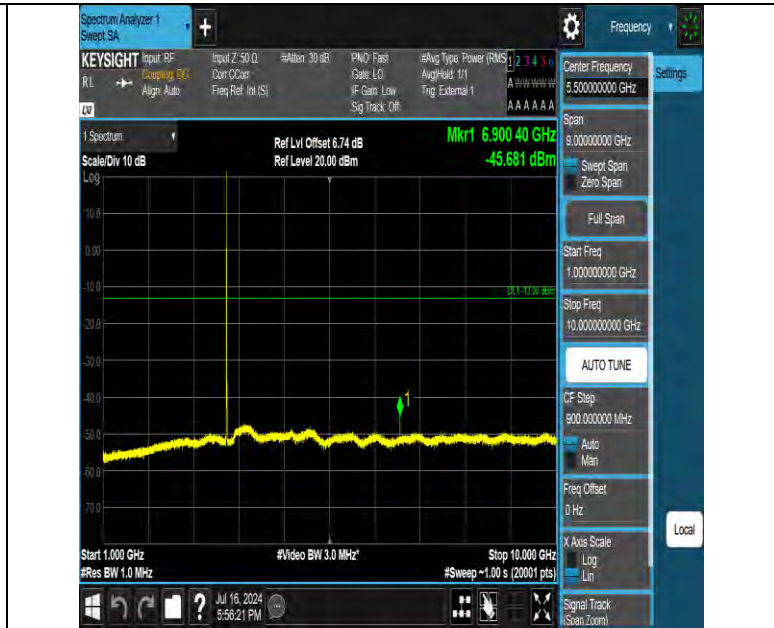 Spectrum Analyzer 1
Swept SA
+
Frequency
KEYSIGHT
RL
LXI
Input: RF
Coupling: DC
Align: Auto
Input Z: 50 Ω
Corr CCorr
Freq Ref: Int (S)
#Atten: 30 dB
PNO: Fast
Gate: LO
IF Gain: Low
Sig Track: Off
#Avg Type: Power (RMS
Avg|Hold: 1/1
Trig: External 1
1 2 3 4 5 6
A W W W W W
A A A A A A
Settings
1 Spectrum
Scale/Div 10 dB
Log
Ref Lvl Offset 6.74 dB
Ref Level 20.00 dBm
Mkr1 6.900 40 GHz
-45.681 dBm
10.0
0.00
-10.0
DL1 -13.00 dBm
-20.0
-30.0
-40.0
1
-50.0
-60.0
-70.0
Start 1.000 GHz
#Res BW 1.0 MHz
#Video BW 3.0 MHz*
Stop 10.000 GHz
#Sweep ~1.00 s (20001 pts)
Center Frequency
5.500000000 GHz
Span
9.00000000 GHz
Swept Span
Zero Span
Full Span
Start Freq
1.000000000 GHz
Stop Freq
10.000000000 GHz
AUTO TUNE
CF Step
900.000000 MHz
Auto
Man
Freq Offset
0 Hz
X Axis Scale
Log
Lin
Signal Track
(Span Zoom)
Local
?
Jul 16, 2024
5:56:21 PM